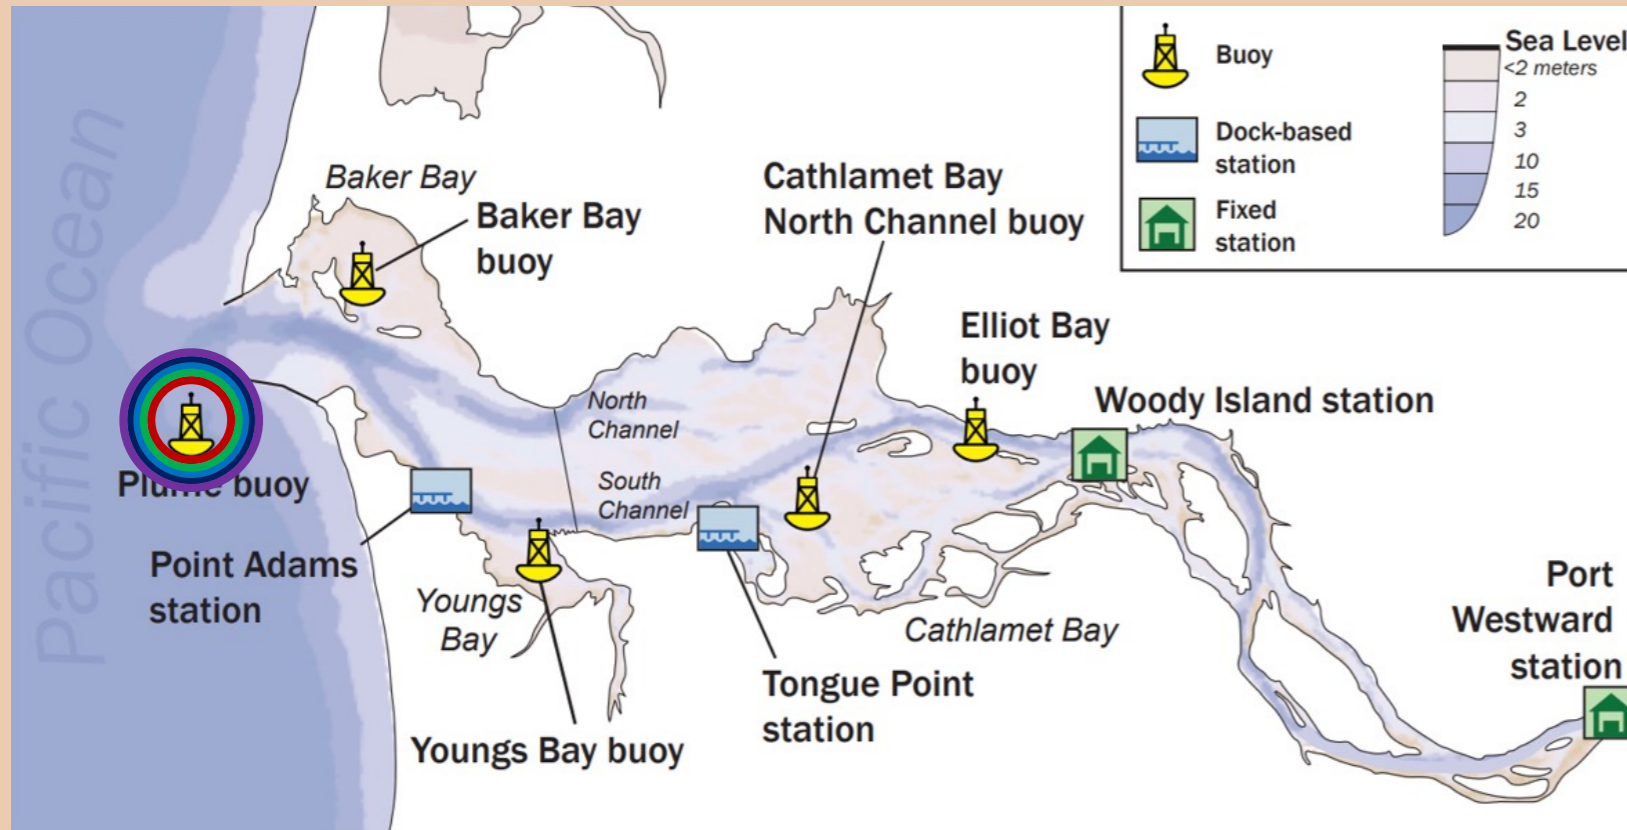 Pacific Ocean
Baker Bay
Baker Bay
buoy
Cathlamet Bay
North Channel buoy
Elliot Bay
buoy
Woody Island station
North
Channel
South
Channel
Plume buoy
Point Adams
station
Youngs
Bay
Youngs Bay buoy
Tongue Point
station
Cathlamet Bay
Port
Westward
station
Buoy
Dock-based
station
Fixed
station
Sea Level
<2 meters
2
3
10
15
20